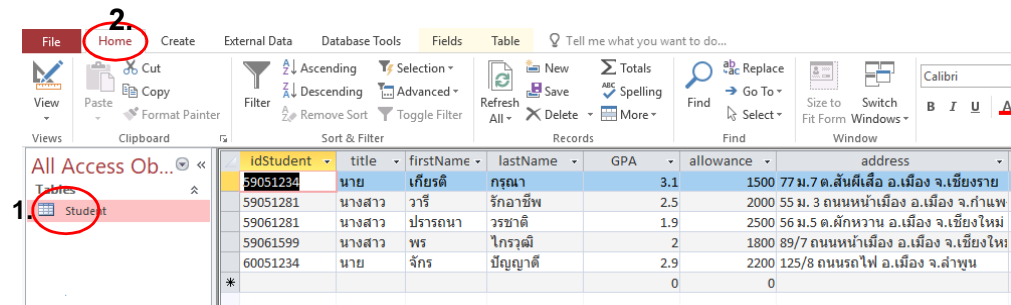 2.
File Home Create External Data Database Tools Fields Table Tell me what you want to do...
View Paste Cut Copy Format Painter
Filter Ascending Descending Remove Sort Selection Advanced Toggle Filter
Refresh All New Save Delete Totals Spelling More
Find Replace Go To Select
Size to Fit Form Switch Windows
Calibri
B I U A
Views Clipboard Sort & Filter Records Find Window
All Access Ob...
Tables
1.
Student
idStudent title firstName lastName GPA allowance address
59051234 นาย เกียรติ กรุณา 3.1 1500 77 ม.7 ต.สันผีเสื้อ อ.เมือง จ.เชียงราย
59051281 นางสาว วารี รักอาชีพ 2.5 2000 55 ม. 3 ถนนหน้าเมือง อ.เมือง จ.กำแพ
59061281 นางสาว ปรารถนา วรชาติ 1.9 2500 56 ม.5 ต.ผักหวาน อ.เมือง จ.เชียงใหม่
59061599 นางสาว พร ไกรวุฒิ 2 1800 89/7 ถนนหน้าเมือง อ.เมือง จ.เชียงให
60051234 นาย จักร ปัญญาดี 2.9 2200 125/8 ถนนรถไฟ อ.เมือง จ.ลำพูน
0 0